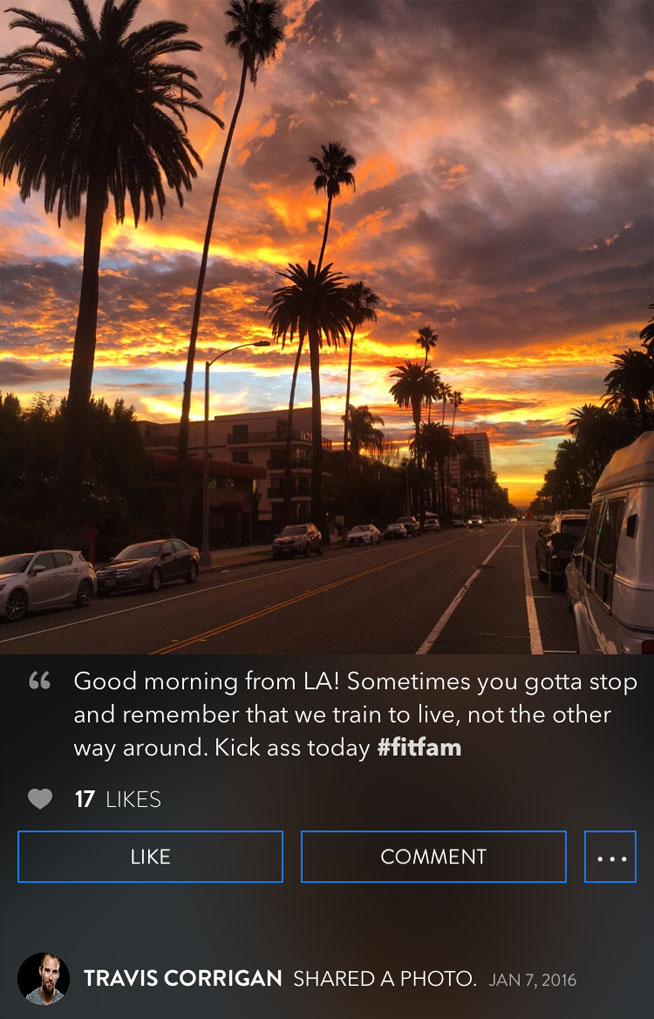 Good morning from LA! Sometimes you gotta stop
and remember that we train to live, not the other
way around. Kick ass today #fitfam
17 LIKES
LIKE
COMMENT
TRAVIS CORRIGAN SHARED A PHOTO. JAN 7, 2016